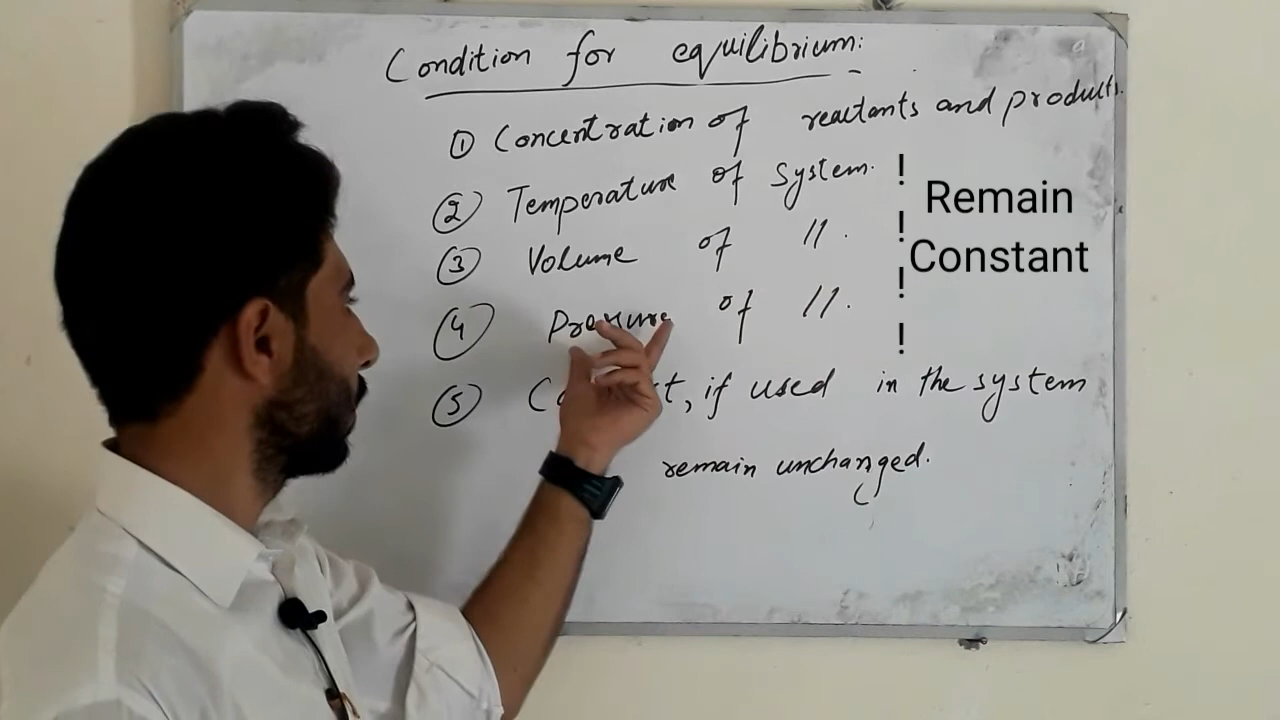 Condition for equilibrium:
① Concentration of reactants and products.
② Temperature of System.
③ Volume of //.
④ Pressure of //.
⑤ if used in the system
remain unchanged.
!
!
!
!
Remain
Constant